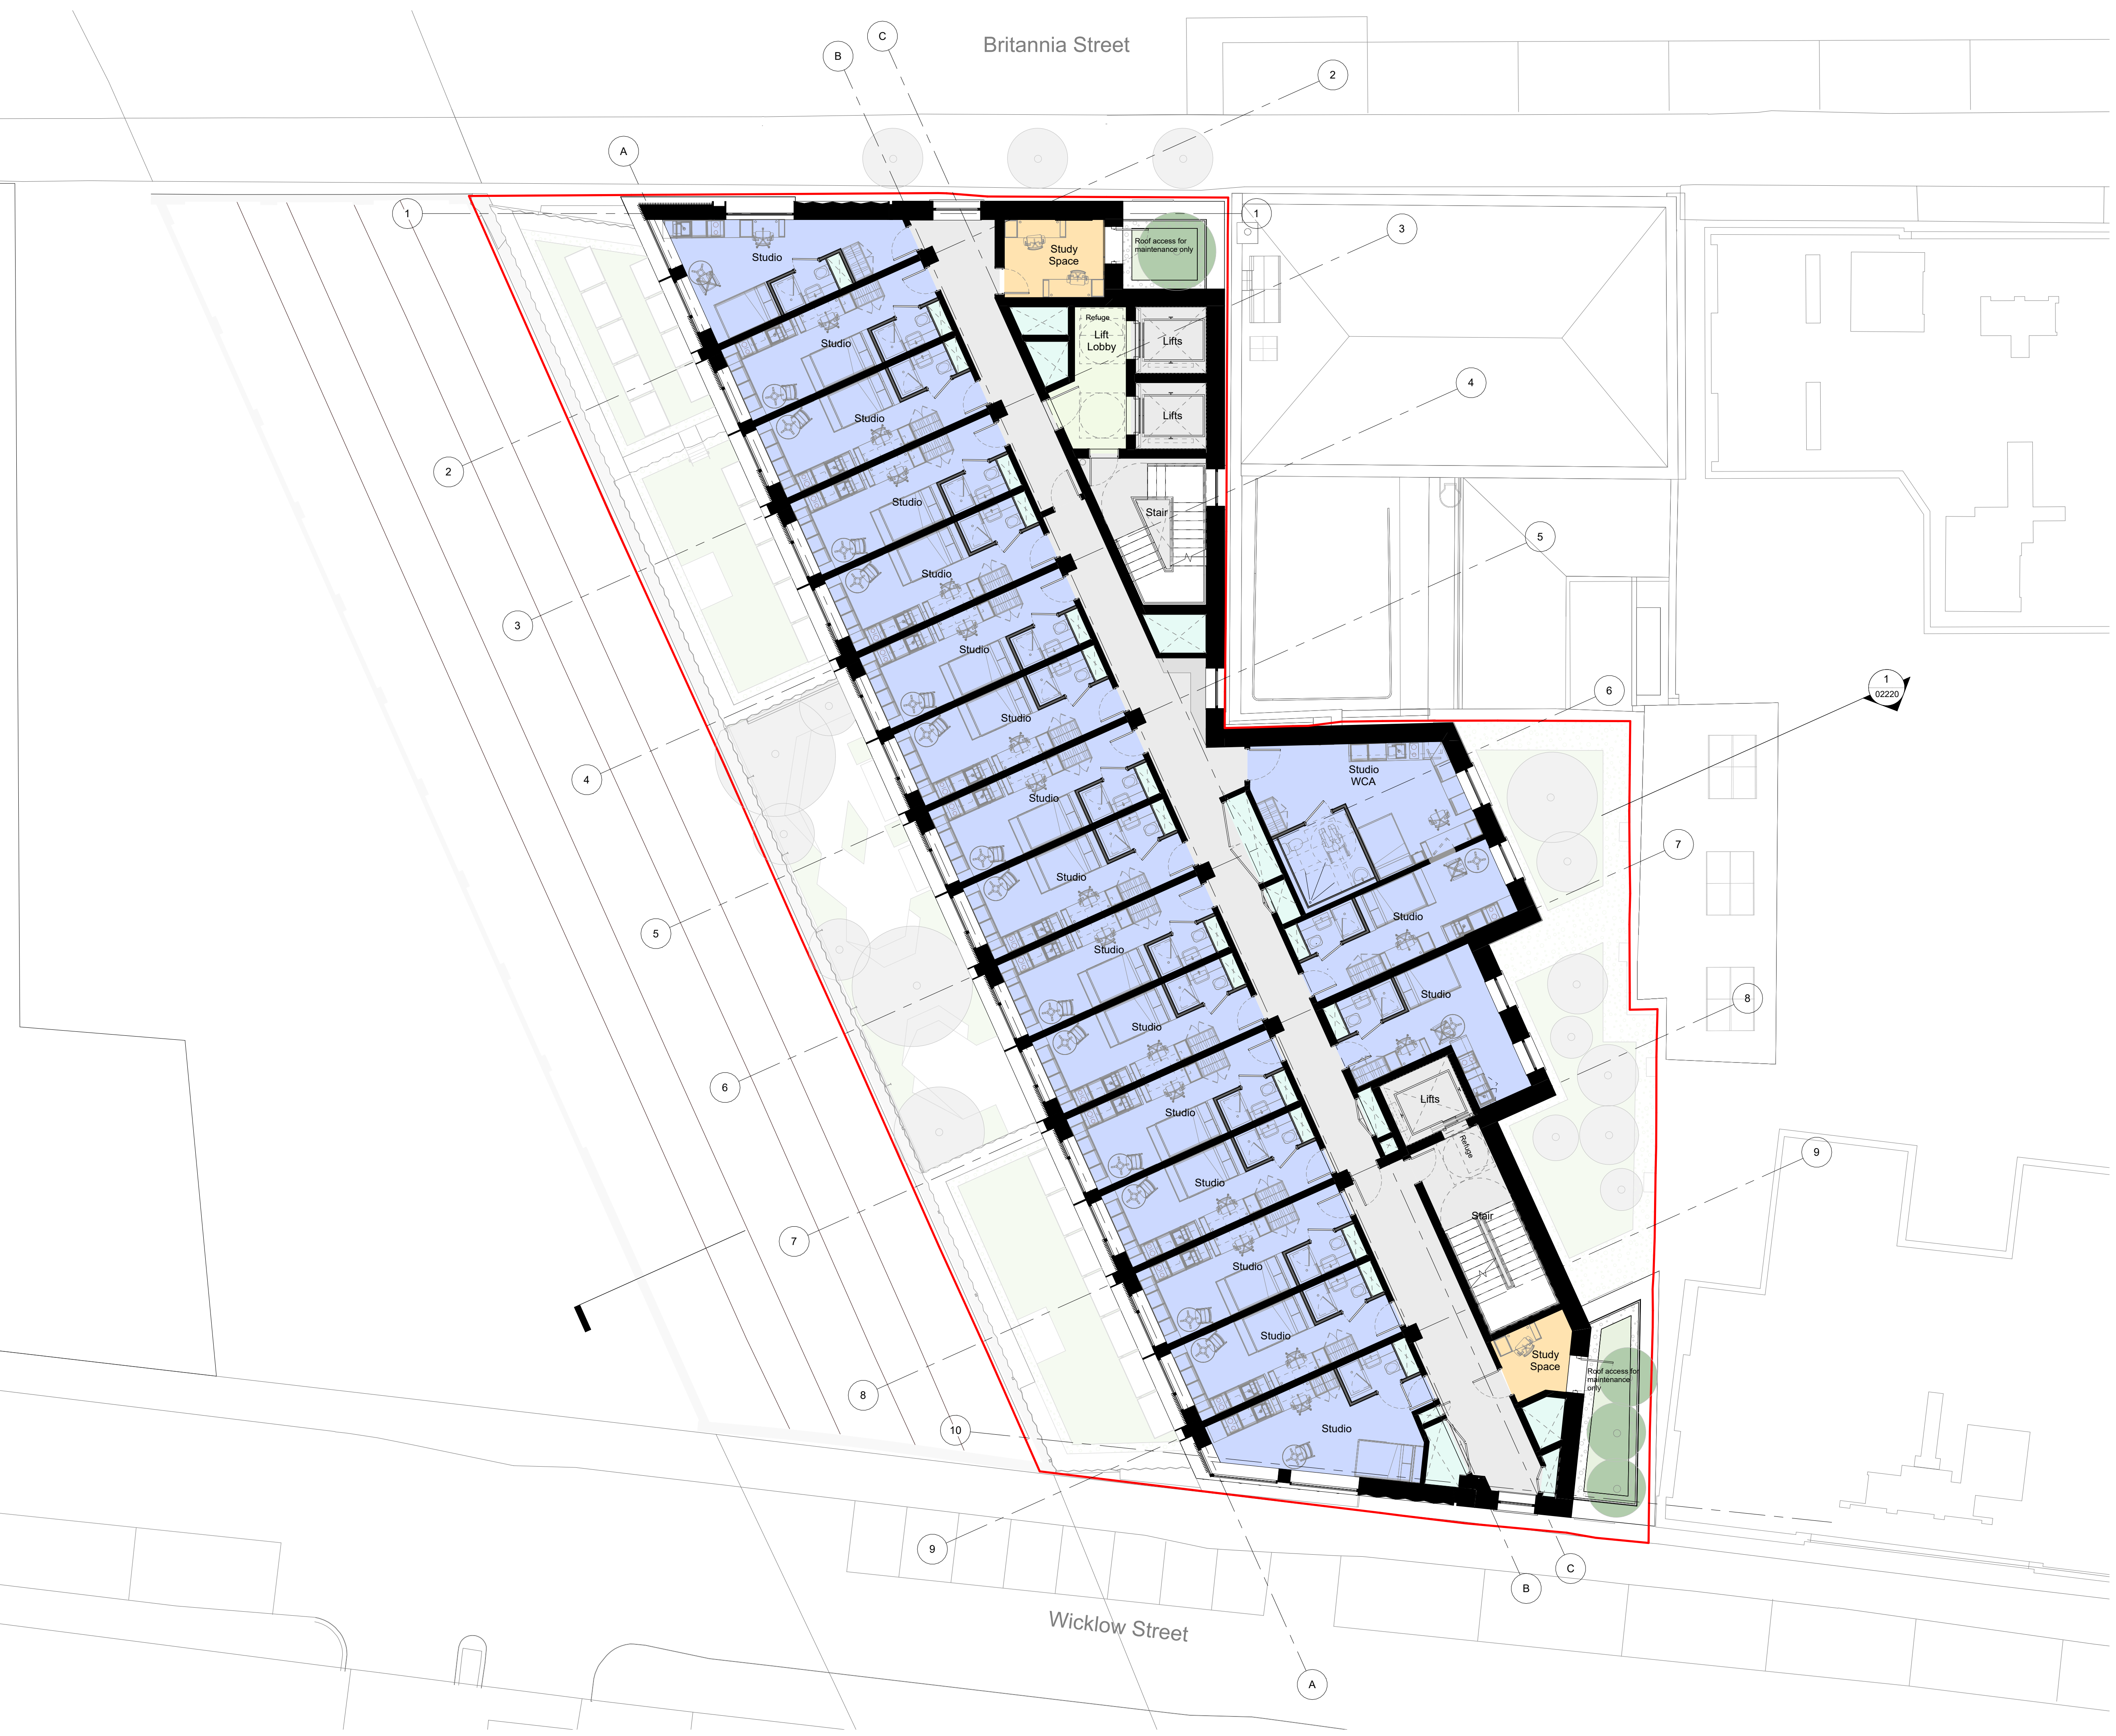 Britannia Street
C
B
2
A
1
1
3
Studio
Study
Space
Roof access for
maintenance only
Refuge
Lift
Lobby
Lifts
Studio
4
Lifts
Studio
2
Studio
Stair
5
Studio
3
Studio
6
1
02220
Studio
Studio
WCA
4
Studio
7
Studio
Studio
5
Studio
Studio
8
Studio
6
Lifts
Studio
Refuge
9
Studio
Stair
7
Studio
Studio
Study
Space
Roof access for
maintenance
only
8
Studio
10
9
C
B
Wicklow Street
A